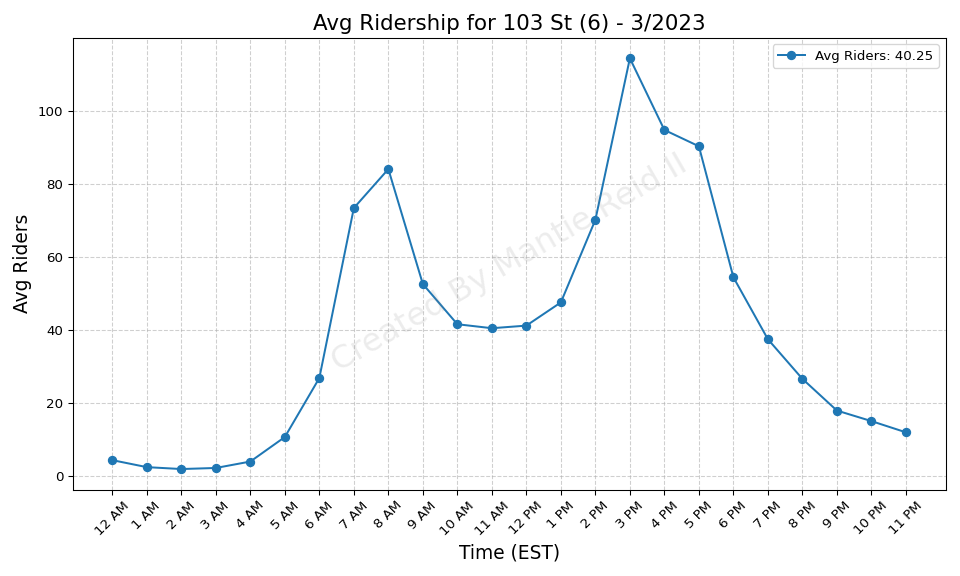 Avg Ridership for 103 St (6) - 3/2023
Avg Riders: 40.25
Avg Riders
100
80
60
40
20
0
Created By Mantie Reid II
12 AM
1 AM
2 AM
3 AM
4 AM
5 AM
6 AM
7 AM
8 AM
9 AM
10 AM
11 AM
12 PM
1 PM
2 PM
3 PM
4 PM
5 PM
6 PM
7 PM
8 PM
9 PM
10 PM
11 PM
Time (EST)